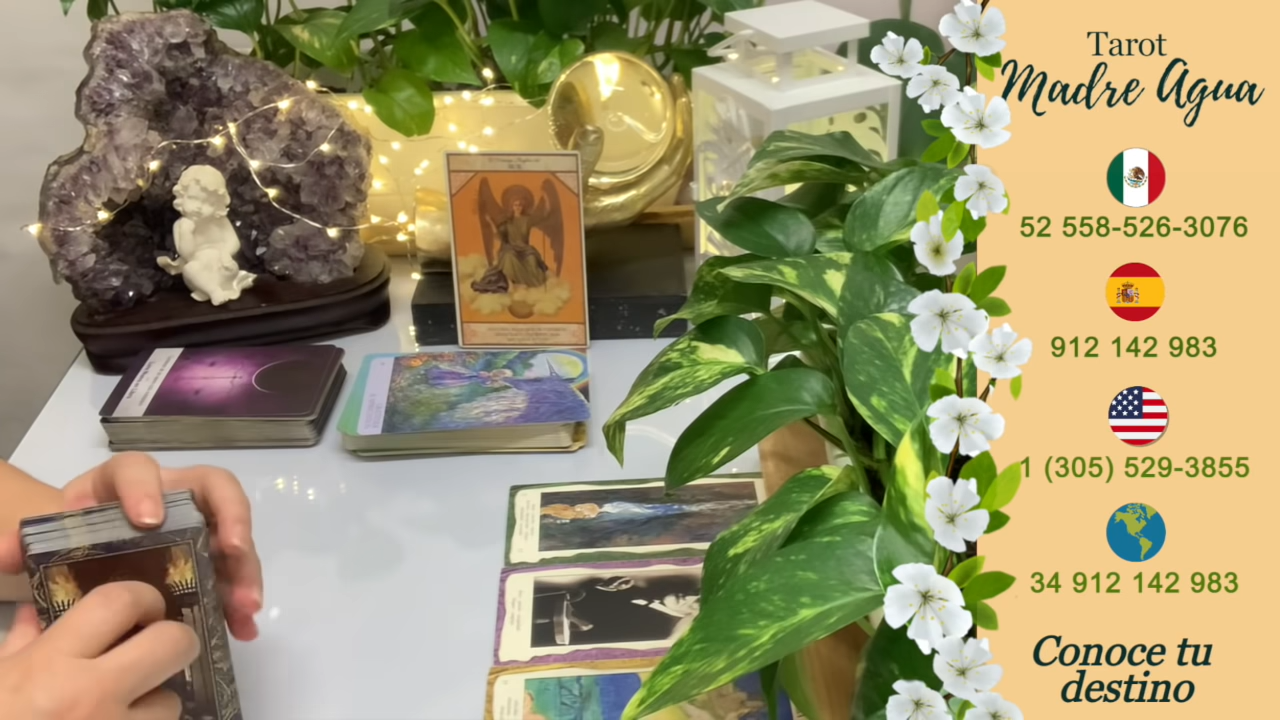 Tarot
Madre Agua
52 558-526-3076
912 142 983
1 (305) 529-3855
34 912 142 983
Conoce tu
destino